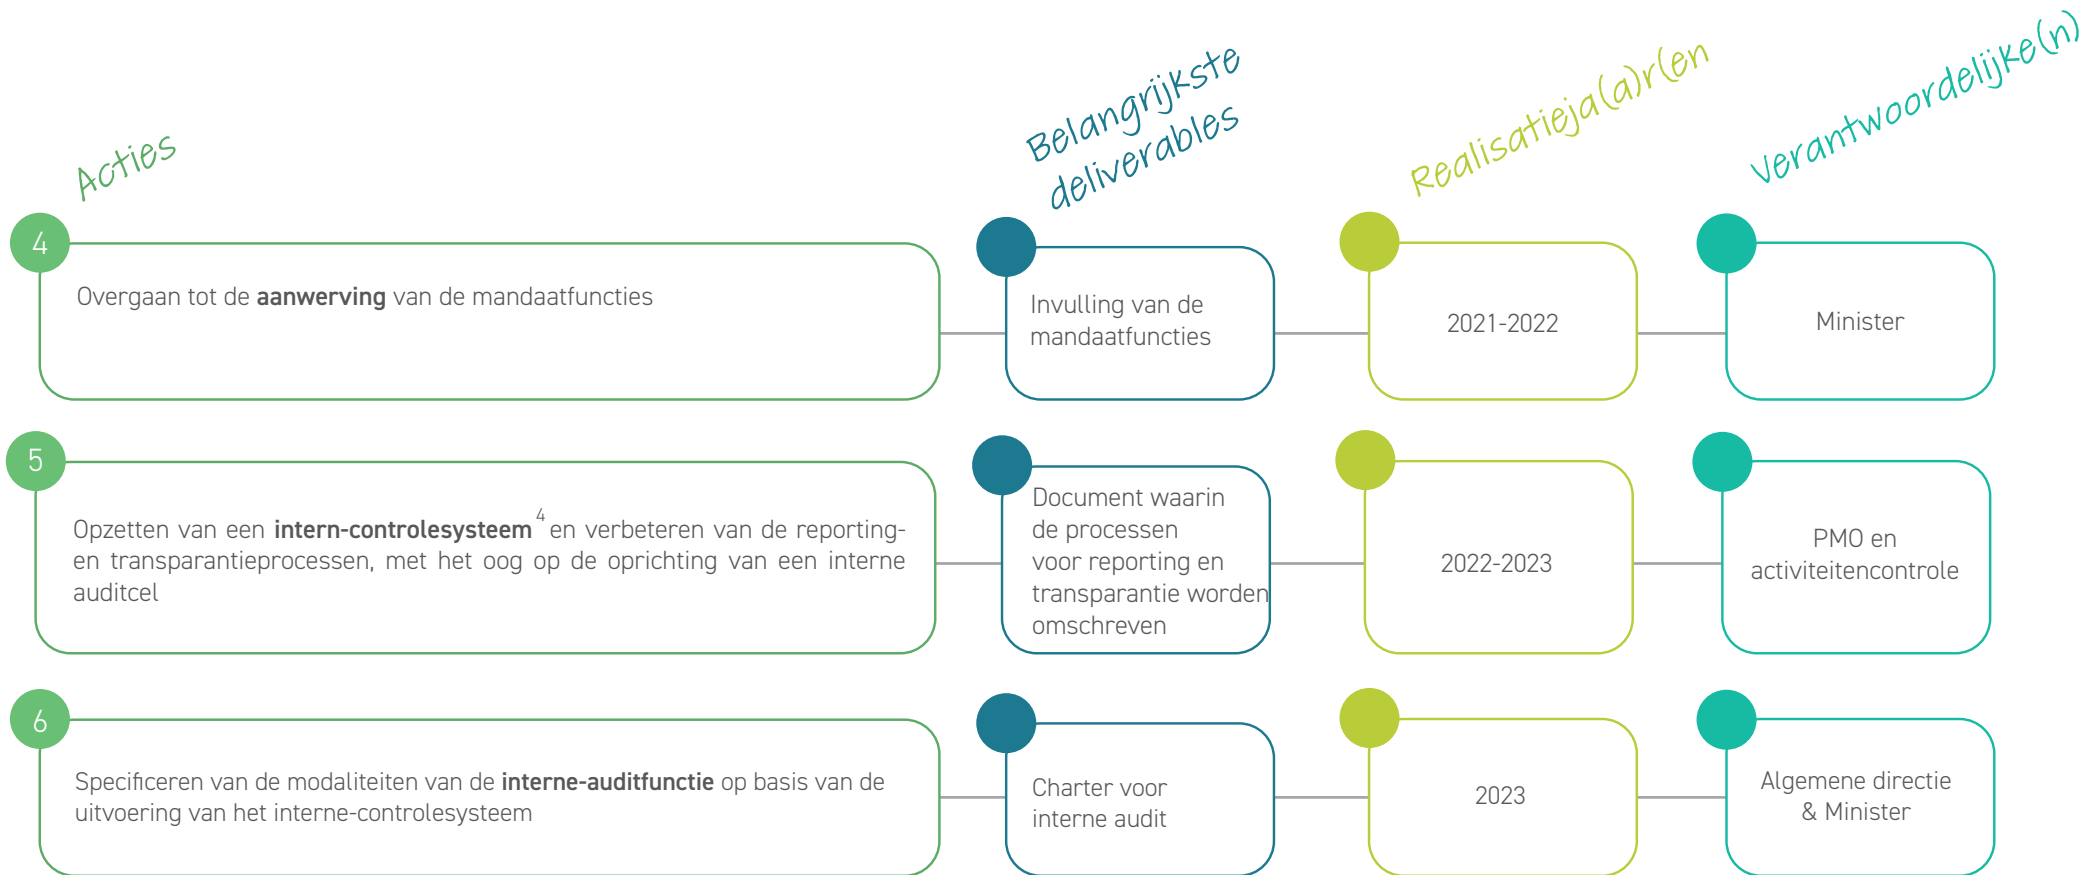 Acties
Belangrijkste
deliverables
Realisatieja(a)r(en
Verantwoordelijke(n)
4
Overgaan tot de aanwerving van de mandaatfuncties
Invulling van de
mandaatfuncties
2021-2022
Minister
5
Opzetten van een intern-controlesysteem 4 en verbeteren van de reporting-
en transparantieprocessen, met het oog op de oprichting van een interne
auditcel
Document waarin
de processen
voor reporting en
transparantie worden
omschreven
2022-2023
PMO en
activiteitencontrole
6
Specificeren van de modaliteiten van de interne-auditfunctie op basis van de
uitvoering van het interne-controlesysteem
Charter voor
interne audit
2023
Algemene directie
& Minister